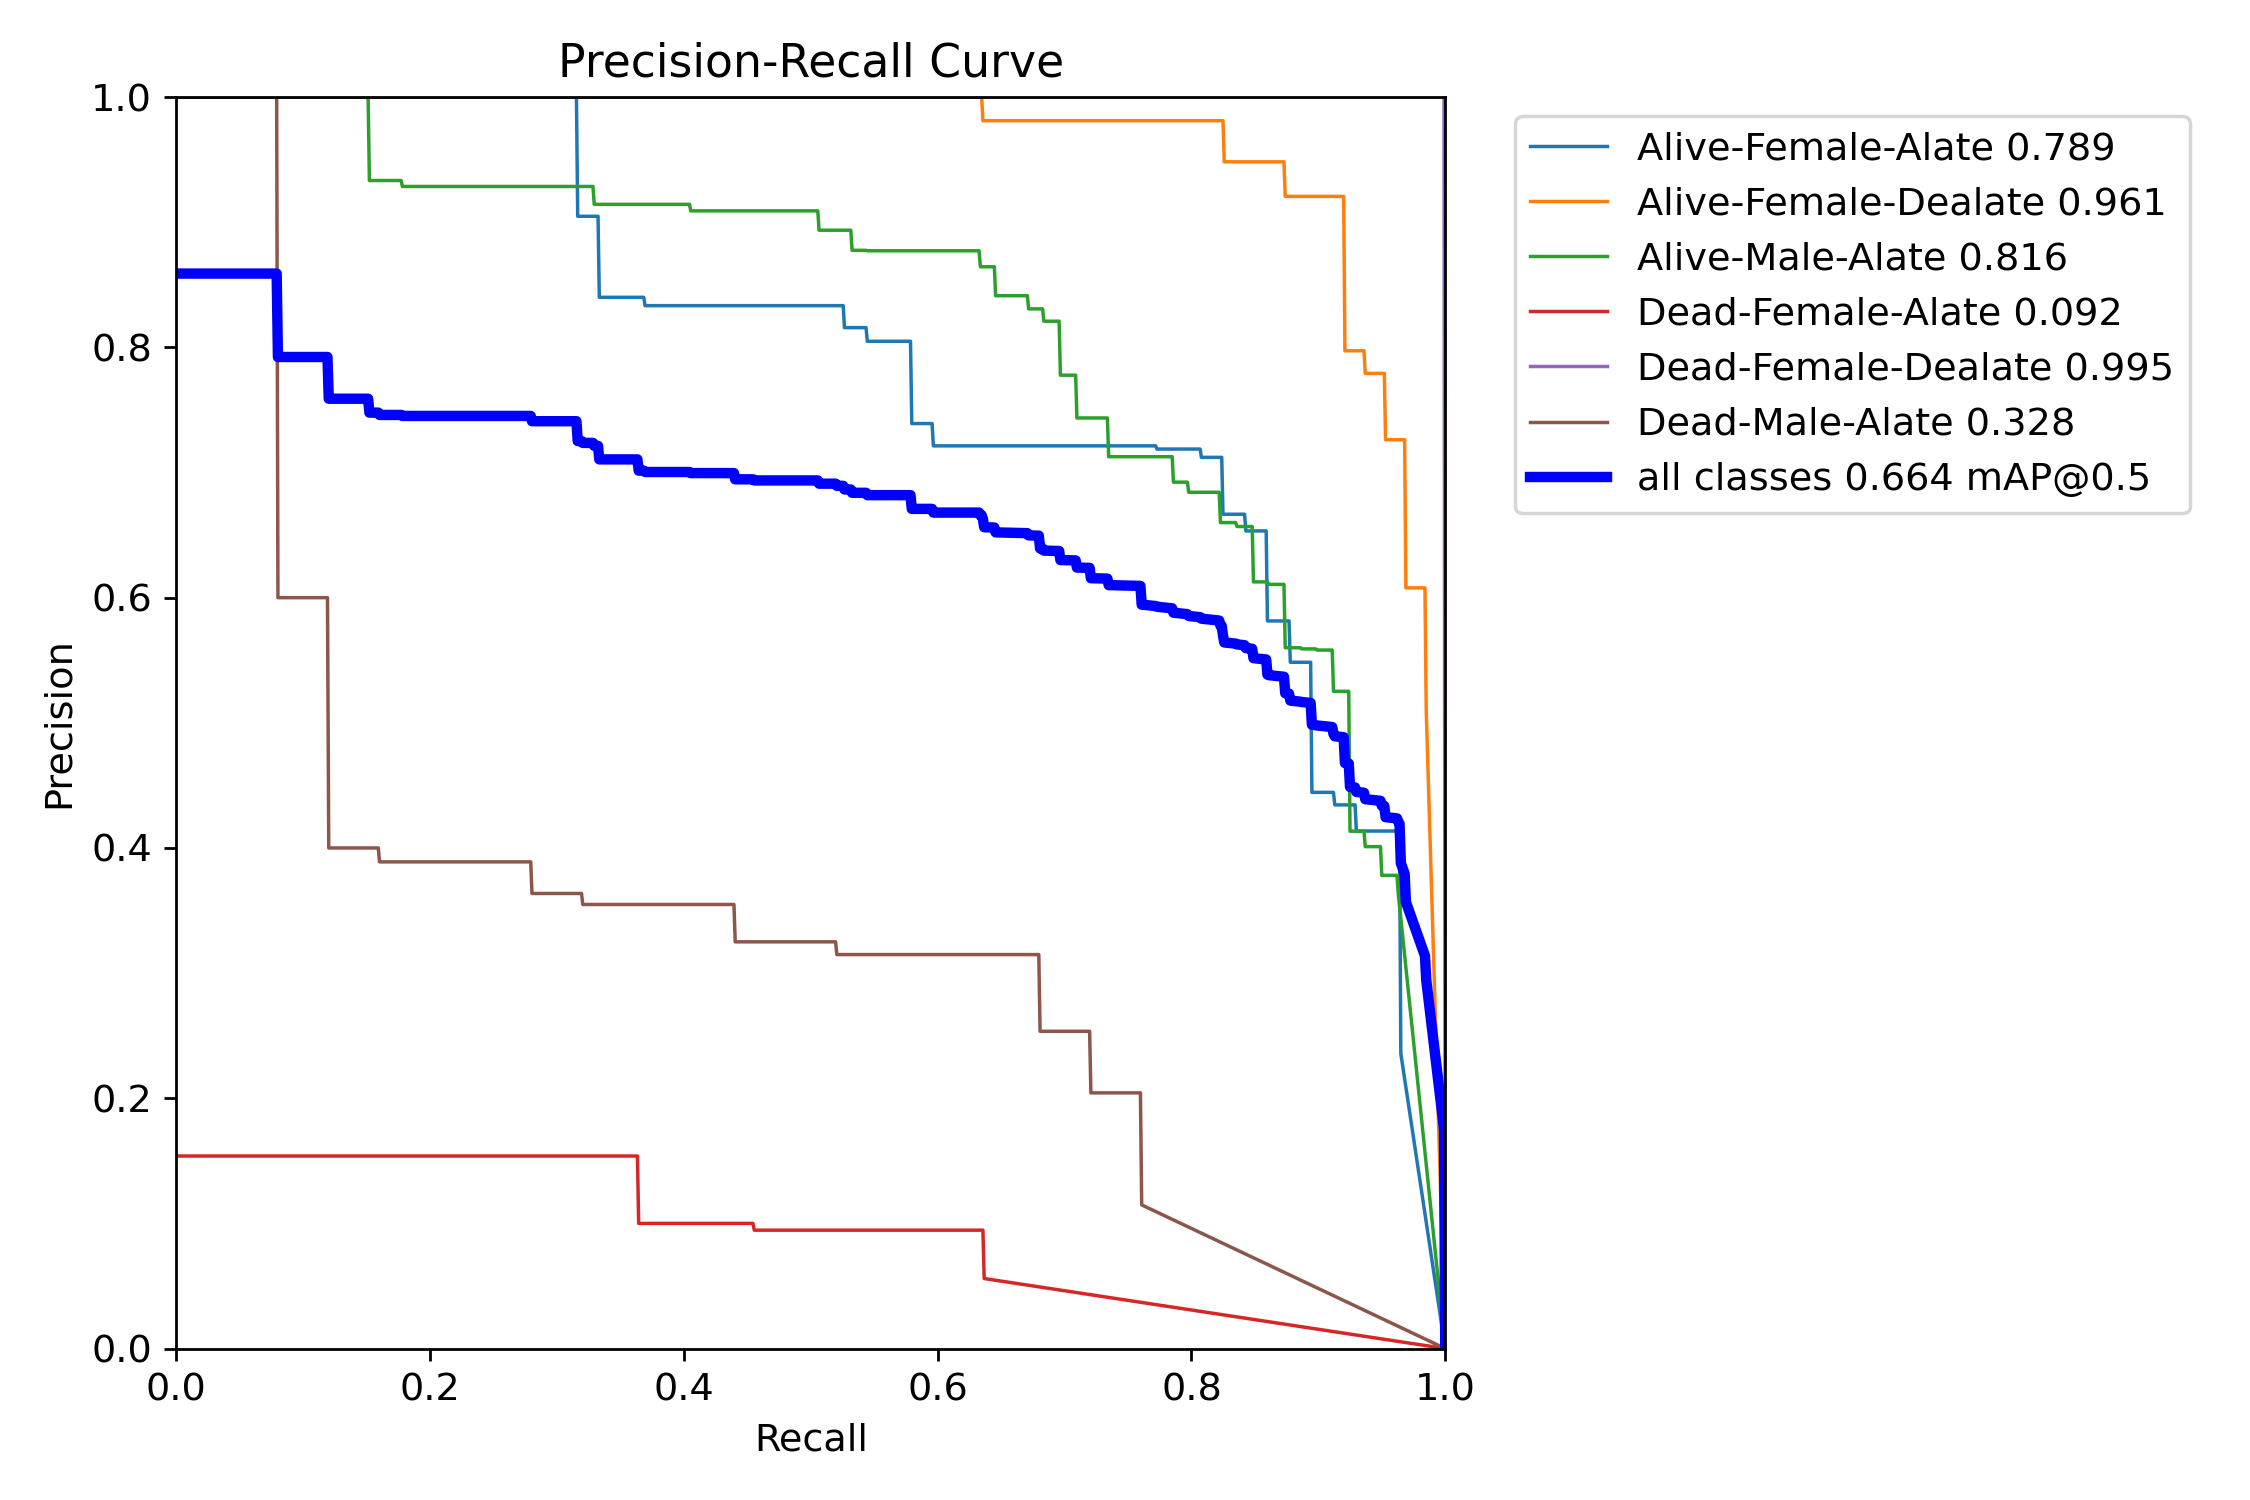 Precision-Recall Curve
1.0
0.8
0.6
0.4
0.2
0.0
Precision
0.0 0.2 0.4 0.6 0.8 1.0
Recall
Alive-Female-Alate 0.789
Alive-Female-Dealate 0.961
Alive-Male-Alate 0.816
Dead-Female-Alate 0.092
Dead-Female-Dealate 0.995
Dead-Male-Alate 0.328
all classes 0.664 mAP@0.5